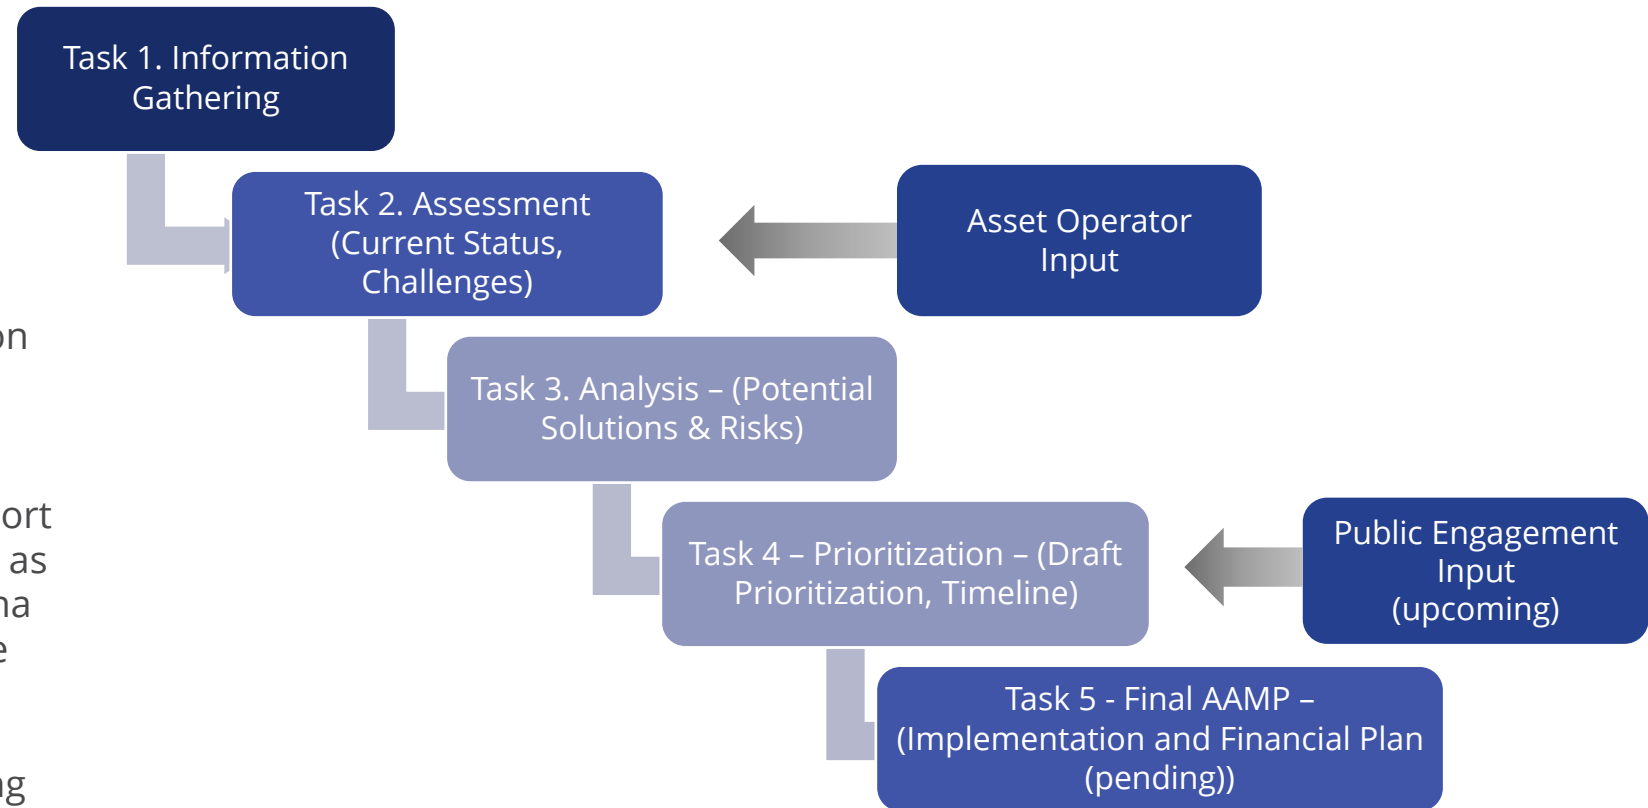 Task 1. Information
Gathering
Task 2. Assessment
(Current Status,
Challenges)
Asset Operator
Input
Task 3. Analysis – (Potential
Solutions & Risks)
as
Task 4 – Prioritization – (Draft
Prioritization, Timeline)
Public Engagement
Input
(upcoming)
Task 5 - Final AAMP –
(Implementation and Financial Plan
(pending))